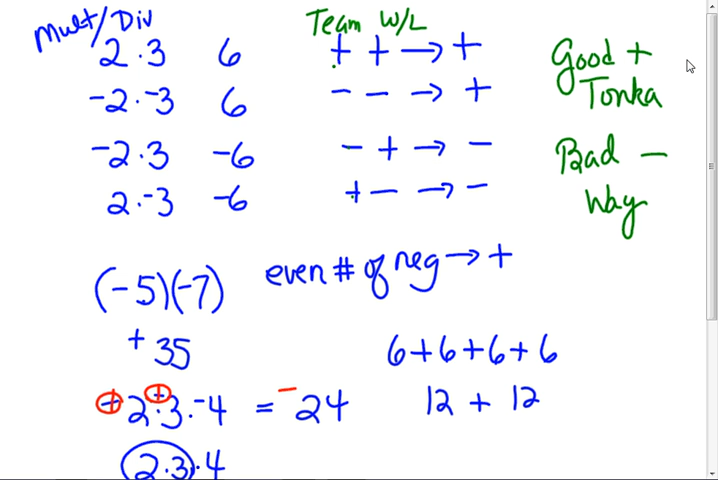 Mult/Div Team W/L
2·3 6 + + → + Good +
-2·-3 6 - - → + Tonka
-2·3 -6 - + → - Bad -
2·-3 -6 + - → - Way
(-5)(-7) even # of neg → +
+35 6+6+6+6
-2·-3·-4 = -24 12 + 12
2·3·4